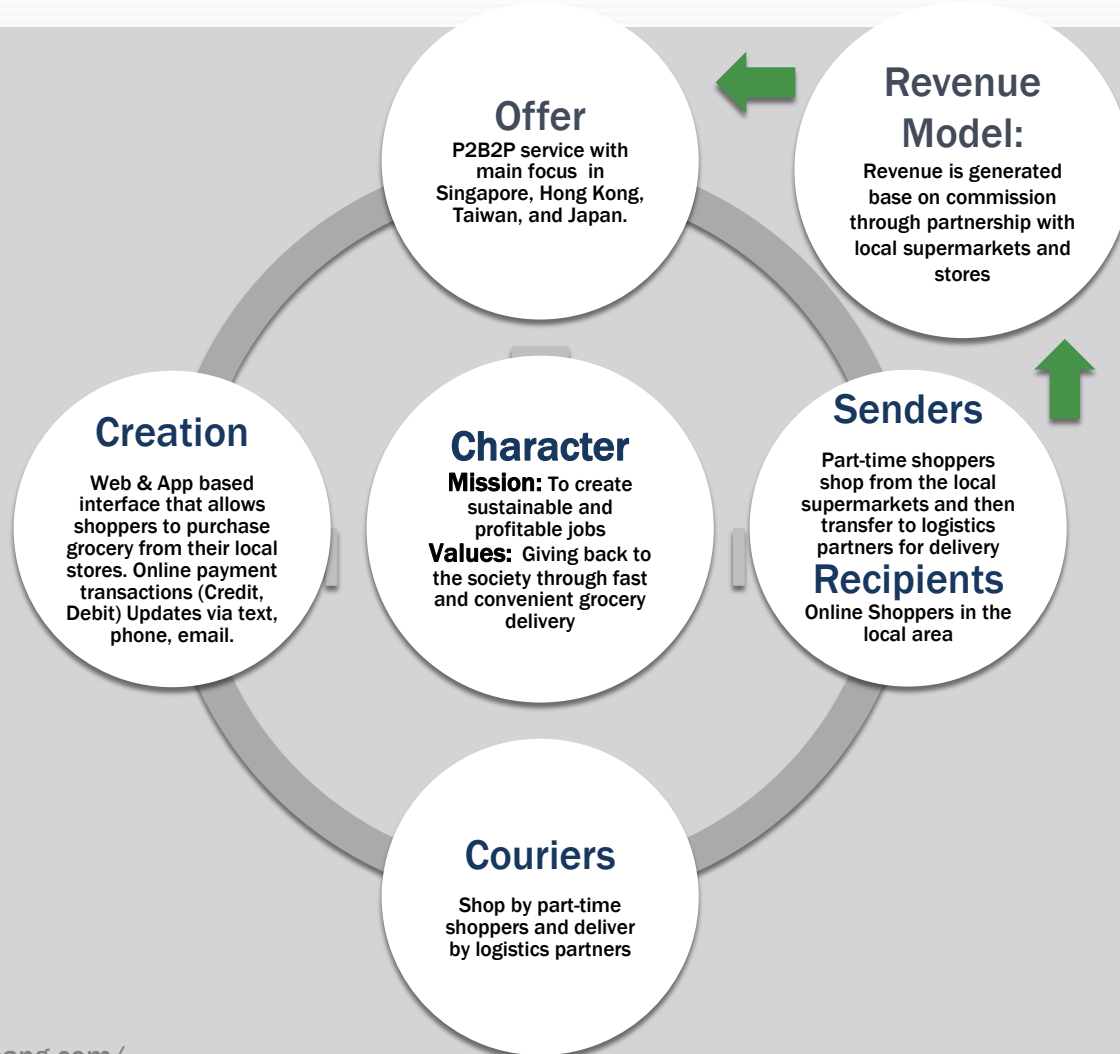 Offer
P2B2P service with
main focus in
Singapore, Hong Kong,
Taiwan, and Japan.
Revenue
Model:
Revenue is generated
base on commission
through partnership with
local supermarkets and
stores
Creation
Web & App based
interface that allows
shoppers to purchase
grocery from their local
stores. Online payment
transactions (Credit,
Debit) Updates via text,
phone, email.
Character
Mission: To create
sustainable and
profitable jobs
Values: Giving back to
the society through fast
and convenient grocery
delivery
Senders
Part-time shoppers
shop from the local
supermarkets and then
transfer to logistics
partners for delivery
Recipients
Online Shoppers in the
local area
Couriers
Shop by part-time
shoppers and deliver
by logistics partners